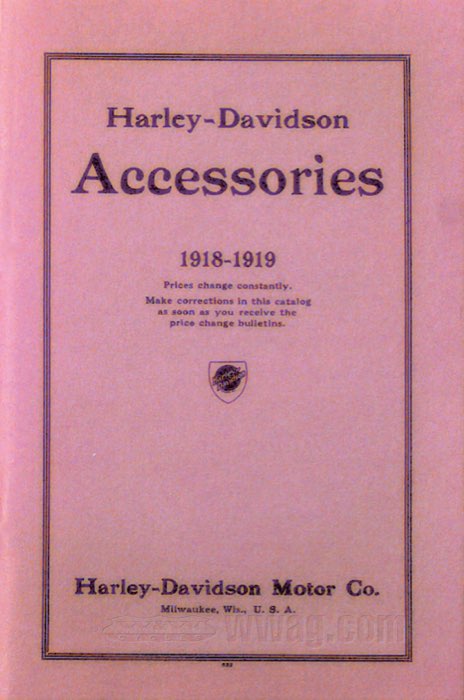 Harley-Davidson
Accessories
1918-1919
Prices change constantly.
Make corrections in this catalog
as soon as you receive the
price change bulletins.
Harley-Davidson Motor Co.
Milwaukee, Wis., U. S. A.
wwag.com